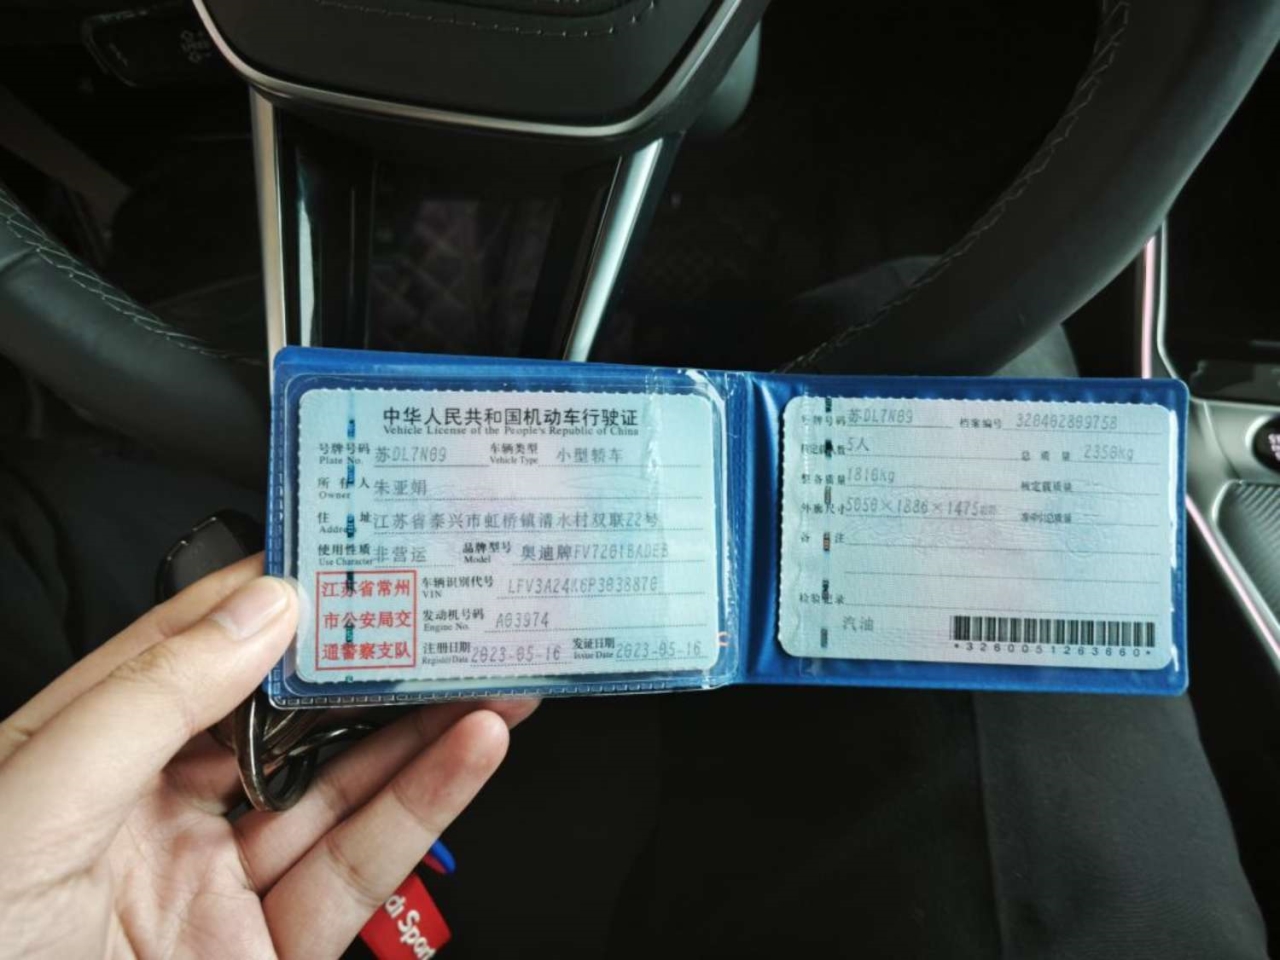 中华人民共和国机动车行驶证
Vehicle License of the People's Republic of China
号牌号码 苏DL7N89 车辆类型 小型轿车
Plate No. Vehicle Type
所有人 朱亚娟
Owner
住址 江苏省泰兴市虹桥镇清水村双联22号
Address
使用性质 非营运 品牌型号 奥迪牌FV7201BADEB
Use Character Model
江苏省常州
市公安局交
通警察支队
车辆识别代号 LFV3A24K6P3038870
VIN
发动机号码 A03974
Engine No.
注册日期 2023-05-16 发证日期 2023-05-16
Register Date Issue Date
号牌号码 苏DL7N89 档案编号 320402809758
核定载人数 5人 总质量 2350kg
整备质量 1810kg 核定载质量
外廓尺寸 5050×1886×1475mm 准牵引总质量
备注
检验记录
汽油
*3260051263660*
ch Sport